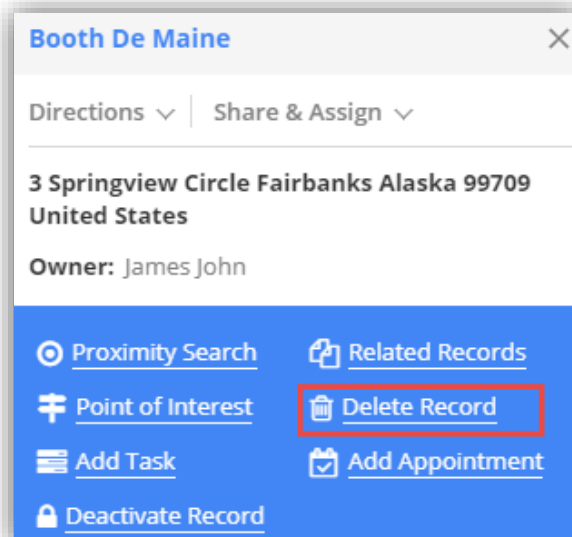 Booth De Maine
Directions Share & Assign
3 Springview Circle Fairbanks Alaska 99709
United States
Owner: James John
Proximity Search Related Records
Point of Interest Delete Record
Add Task Add Appointment
Deactivate Record